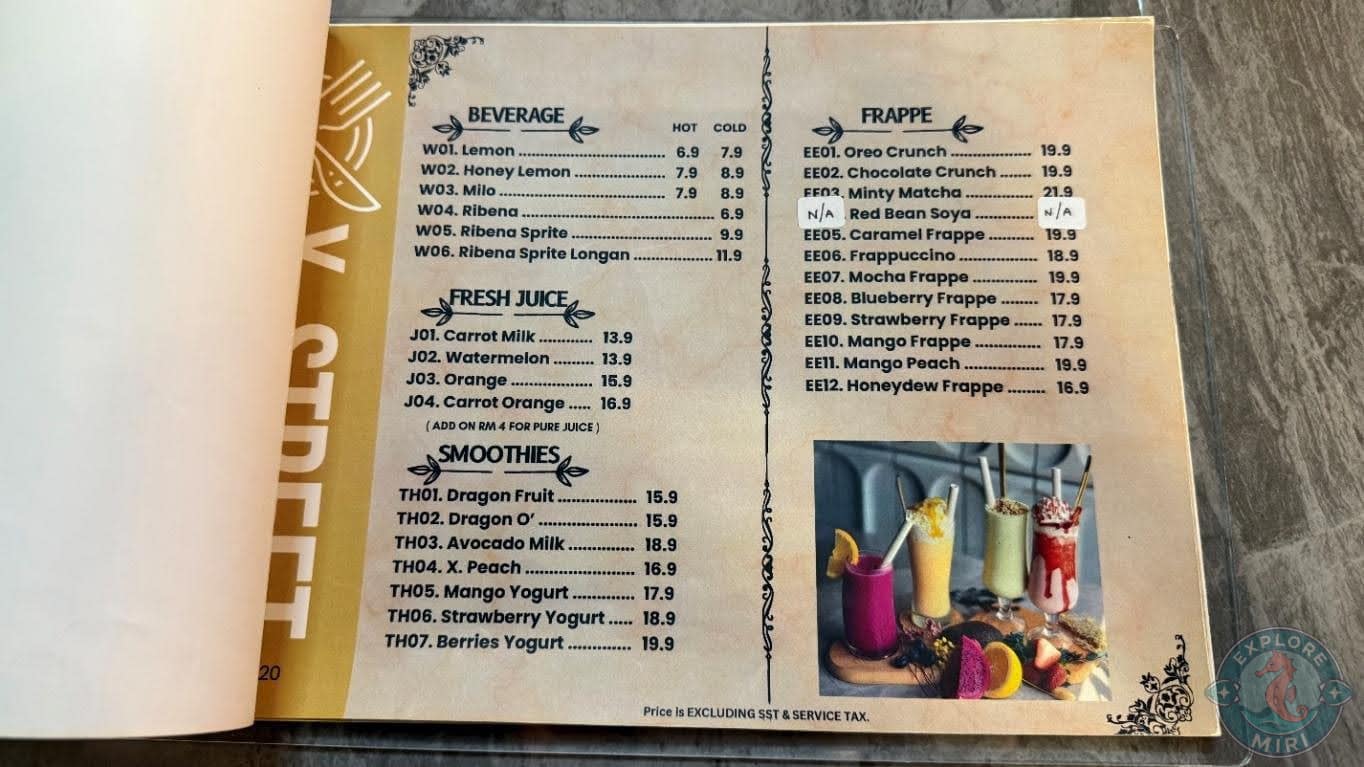 Y STREET
20
BEVERAGE
HOT COLD
W01. Lemon ................................ 6.9 7.9
W02. Honey Lemon .................... 7.9 8.9
W03. Milo .................................... 7.9 8.9
W04. Ribena .......................................... 6.9
W05. Ribena Sprite .............................. 9.9
W06. Ribena Sprite Longan ................. 11.9
FRESH JUICE
J01. Carrot Milk ........... 13.9
J02. Watermelon ......... 13.9
J03. Orange ................. 15.9
J04. Carrot Orange ..... 16.9
( ADD ON RM 4 FOR PURE JUICE )
SMOOTHIES
TH01. Dragon Fruit ................. 15.9
TH02. Dragon O’ ..................... 15.9
TH03. Avocado Milk .............. 18.9
TH04. X. Peach ....................... 16.9
TH05. Mango Yogurt ............. 17.9
TH06. Strawberry Yogurt ..... 18.9
TH07. Berries Yogurt ............. 19.9
FRAPPE
EE01. Oreo Crunch .................. 19.9
EE02. Chocolate Crunch ....... 19.9
EE03. Minty Matcha ............... 21.9
N/A . Red Bean Soya .............. N/A
EE05. Caramel Frappe .......... 19.9
EE06. Frappuccino ................. 18.9
EE07. Mocha Frappe .............. 19.9
EE08. Blueberry Frappe ........ 17.9
EE09. Strawberry Frappe ...... 17.9
EE10. Mango Frappe .............. 17.9
EE11. Mango Peach ................ 19.9
EE12. Honeydew Frappe ........ 16.9
Price is EXCLUDING SST & SERVICE TAX.
EXPLORE
MIRI